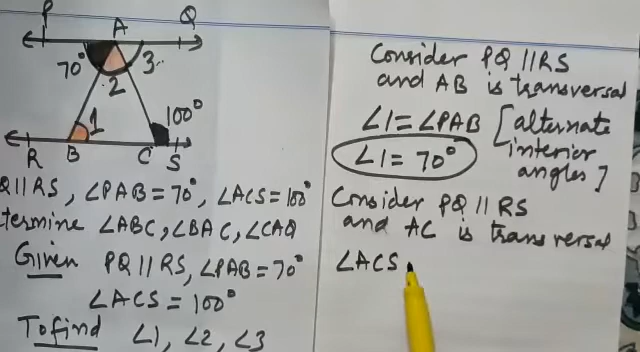 P
A
Q
70°
3
2
1
100°
R
B
C
S
Q||RS, ∠PAB = 70°, ∠ACS = 100°
termine ∠ABC, ∠BAC, ∠CAQ
Given PQ || RS, ∠PAB = 70°
∠ACS = 100°
To find ∠1, ∠2, ∠3
Consider PQ || RS
and AB is transversal
∠1 = ∠PAB [alternate
interior
angles]
∠1 = 70°
Consider PQ || RS
and AC is transversal
∠ACS